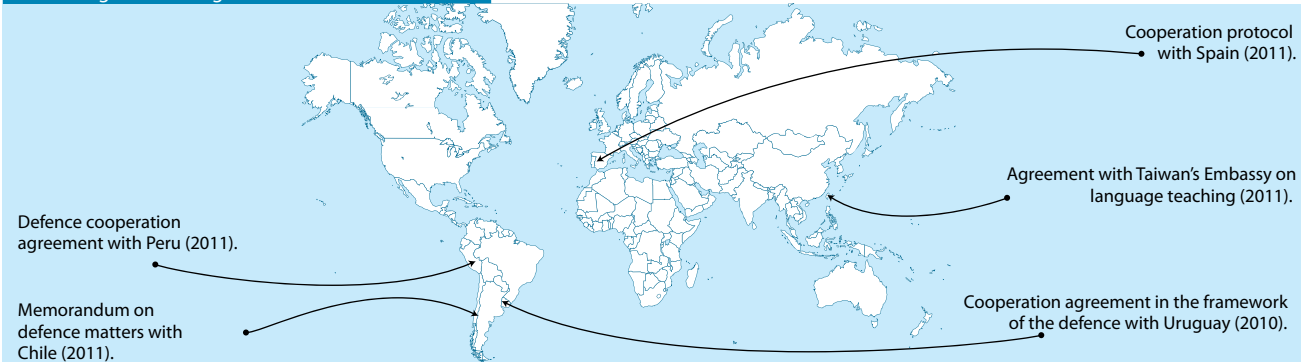 Cooperation protocol
with Spain (2011).
Agreement with Taiwan's Embassy on
language teaching (2011).
Defence cooperation
agreement with Peru (2011).
Memorandum on
defence matters with
Chile (2011).
Cooperation agreement in the framework
of the defence with Uruguay (2010).